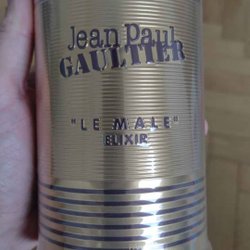 Jean Paul
GAULTIER
"LE MALE"
ELIXIR